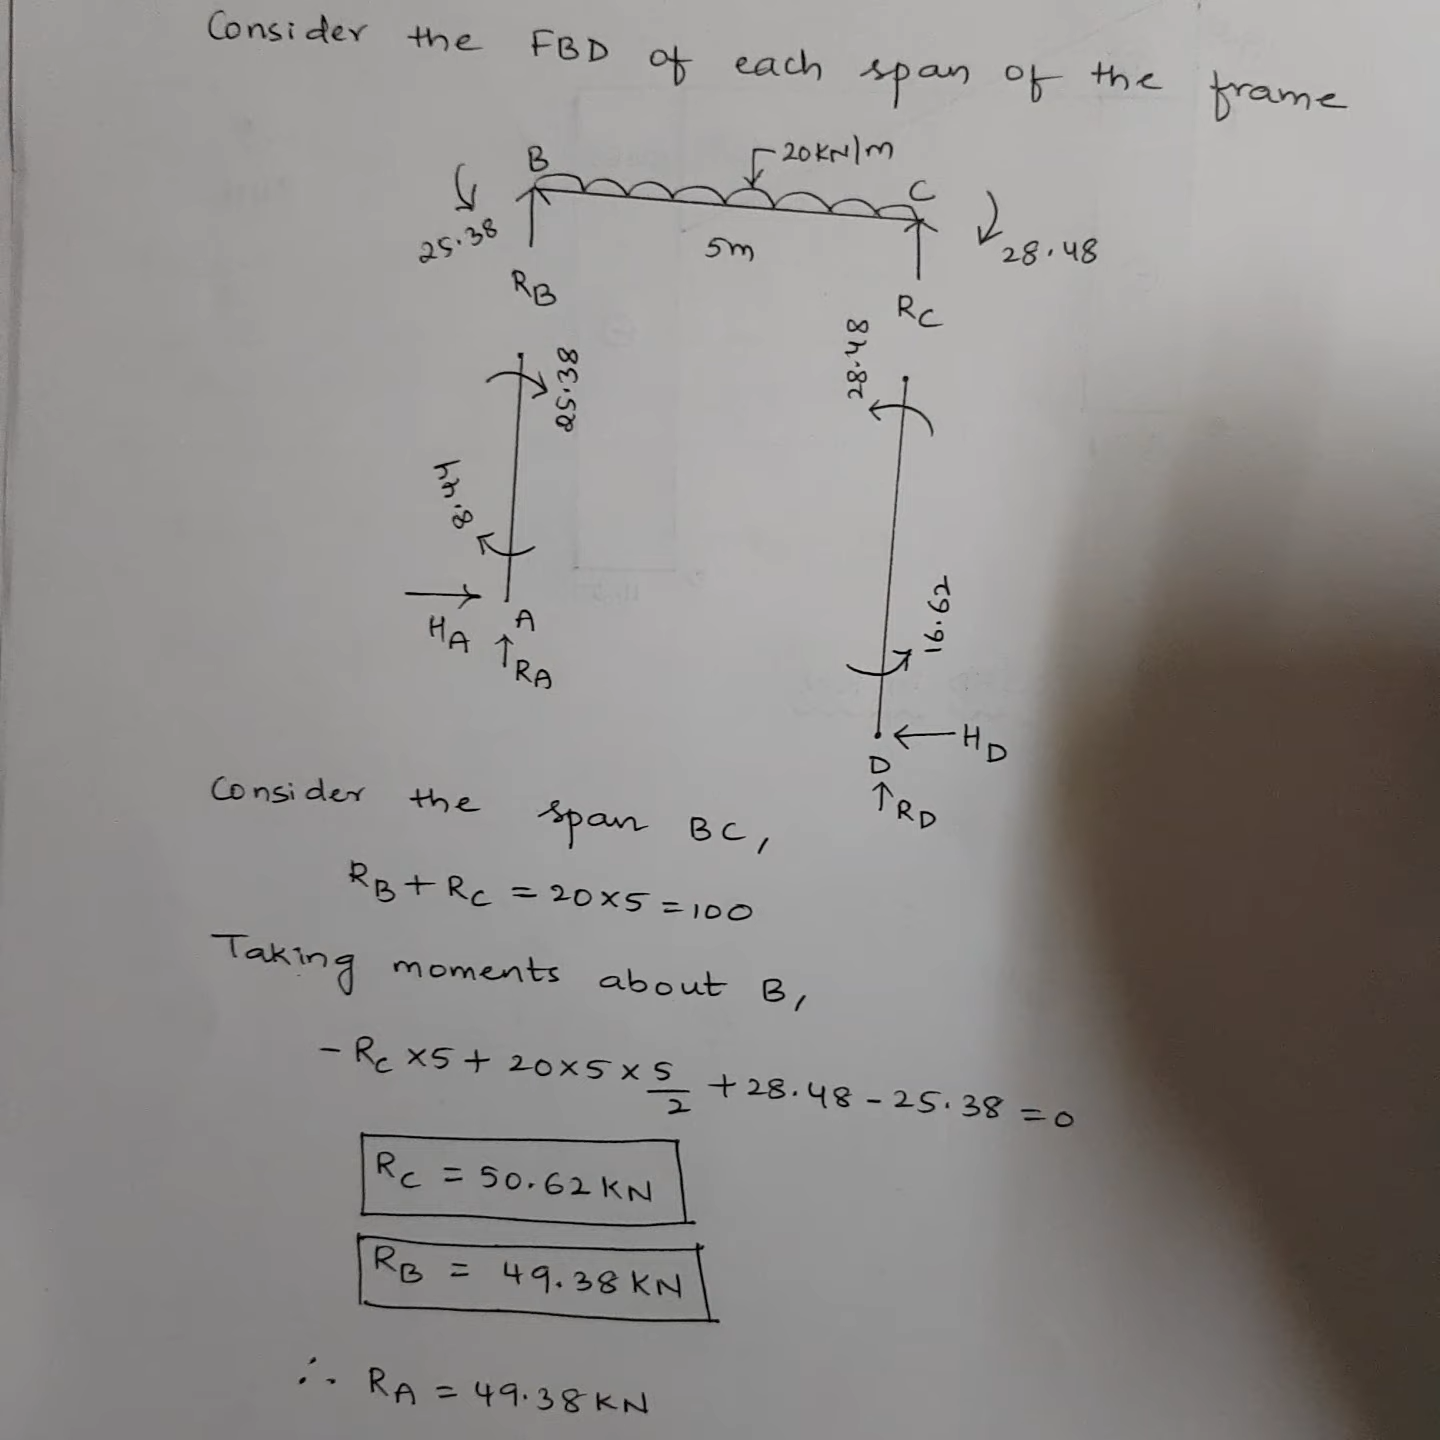 Consider the FBD of each span of the frame
B 20KN/m C
25.38 5m 28.48
RB RC
25.38 28.48
8.44 16.62
HA A RA
D HD
RD
Consider the span BC,
RB + RC = 20×5 = 100
Taking moments about B,
- RC ×5 + 20×5 × 5/2 + 28.48 - 25.38 = 0
RC = 50.62 KN
RB = 49.38 KN
∴ RA = 49.38 KN